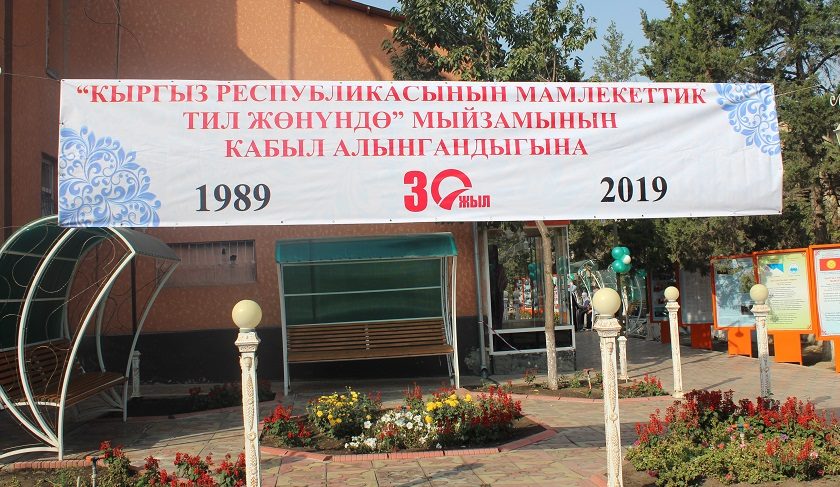 “КЫРГЫЗ РЕСПУБЛИКАСЫНЫН МАМЛЕКЕТТИК
ТИЛ ЖӨНҮНДӨ” МЫЙЗАМЫНЫН
КАБЫЛ АЛЫНГАНДЫГЫНА
1989 30 ЖЫЛ 2019